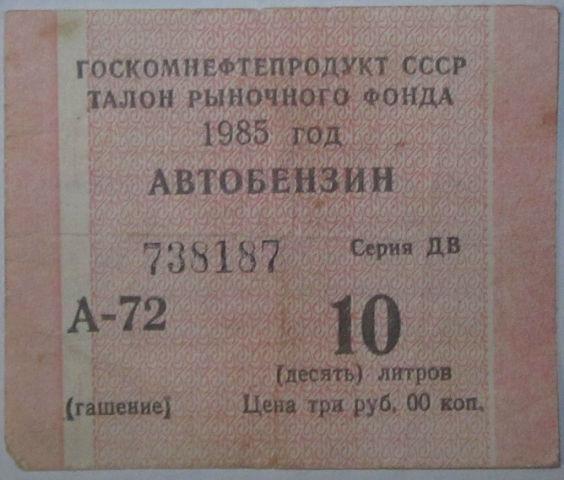 ГОСКОМНЕФТЕПРОДУКТ СССР
ТАЛОН РЫНОЧНОГО ФОНДА
1985 год
АВТОБЕНЗИН
738187 Серия ДВ
А-72 10
(десять) литров
(гашение) Цена три руб. 00 коп.